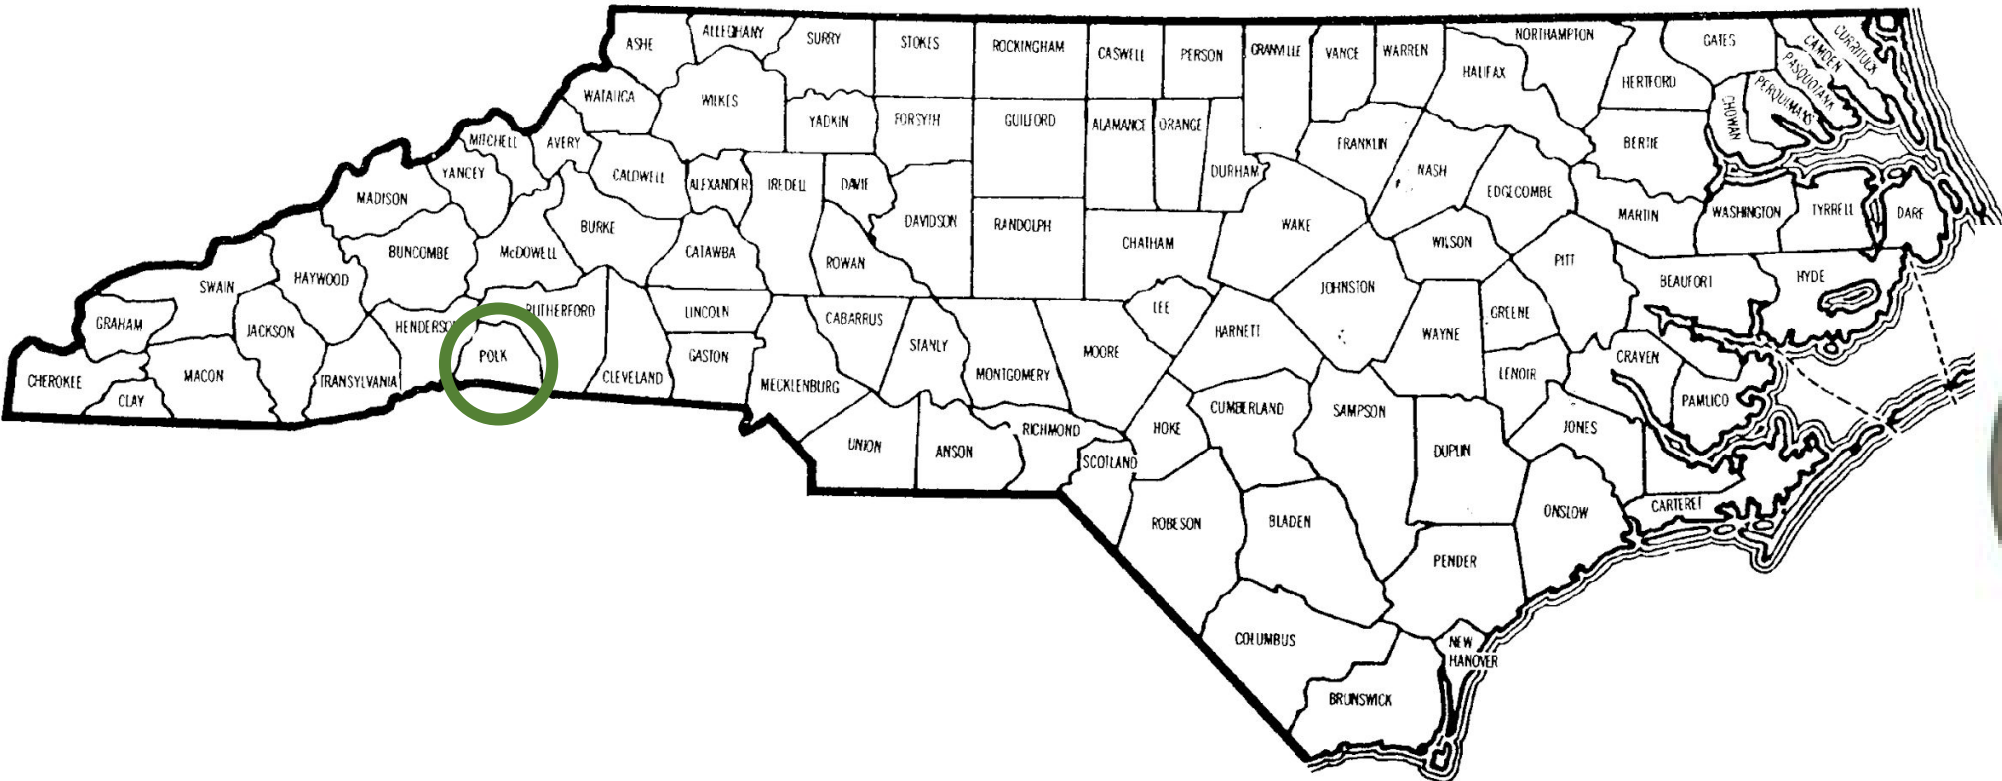 ASHE
ALLEGHANY
SURRY
STOKES
ROCKINGHAM
CASWELL
PERSON
GRANVILLE
VANCE
WARREN
NORTHAMPTON
GATES
CURRITUCK
CAMDEN
PASQUOTANK
PERQUIMANS
CHOWAN
HALIFAX
HERTFORD
WATAUGA
WILKES
YADKIN
FORSYTH
GUILFORD
ALAMANCE
ORANGE
DURHAM
FRANKLIN
NASH
EDGECOMBE
BERTIE
MITCHELL
AVERY
YANCEY
CALDWELL
ALEXANDER
IREDELL
DAVIE
MADISON
DAVIDSON
RANDOLPH
CHATHAM
WAKE
WILSON
MARTIN
WASHINGTON
TYRRELL
DARE
BUNCOMBE
McDOWELL
BURKE
CATAWBA
ROWAN
PITT
BEAUFORT
HYDE
SWAIN
HAYWOOD
JOHNSTON
GREENE
GRAHAM
JACKSON
HENDERSON
RUTHERFORD
LINCOLN
CABARRUS
STANLY
LEE
HARNETT
WAYNE
POLK
GASTON
MOORE
LENOIR
CRAVEN
CHEROKEE
CLAY
MACON
TRANSYLVANIA
CLEVELAND
MECKLENBURG
MONTGOMERY
CUMBERLAND
SAMPSON
PAMLICO
UNION
ANSON
RICHMOND
HOKE
SCOTLAND
DUPLIN
JONES
ROBESON
BLADEN
ONSLOW
CARTERET
PENDER
COLUMBUS
NEW
HANOVER
BRUNSWICK